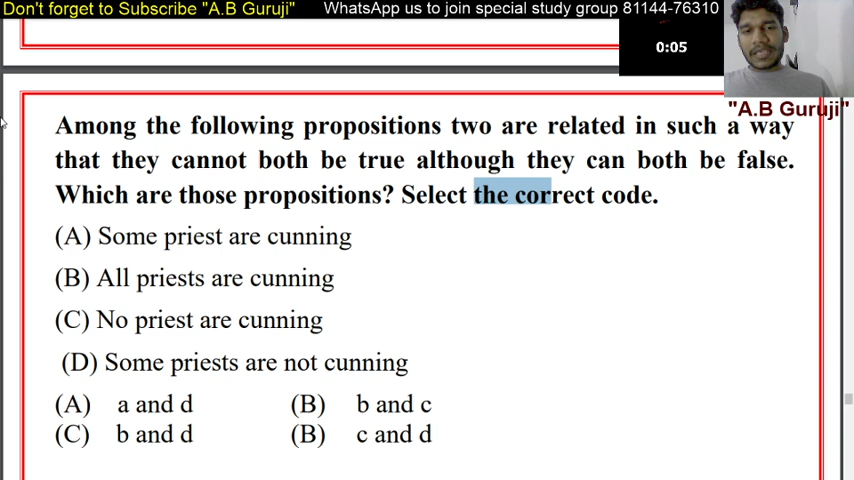 Don't forget to Subscribe "A.B Guruji" WhatsApp us to join special study group 81144-76310
0:05
"A.B Guruji"
Among the following propositions two are related in such a way
that they cannot both be true although they can both be false.
Which are those propositions? Select the correct code.
(A) Some priest are cunning
(B) All priests are cunning
(C) No priest are cunning
(D) Some priests are not cunning
(A) a and d (B) b and c
(C) b and d (B) c and d